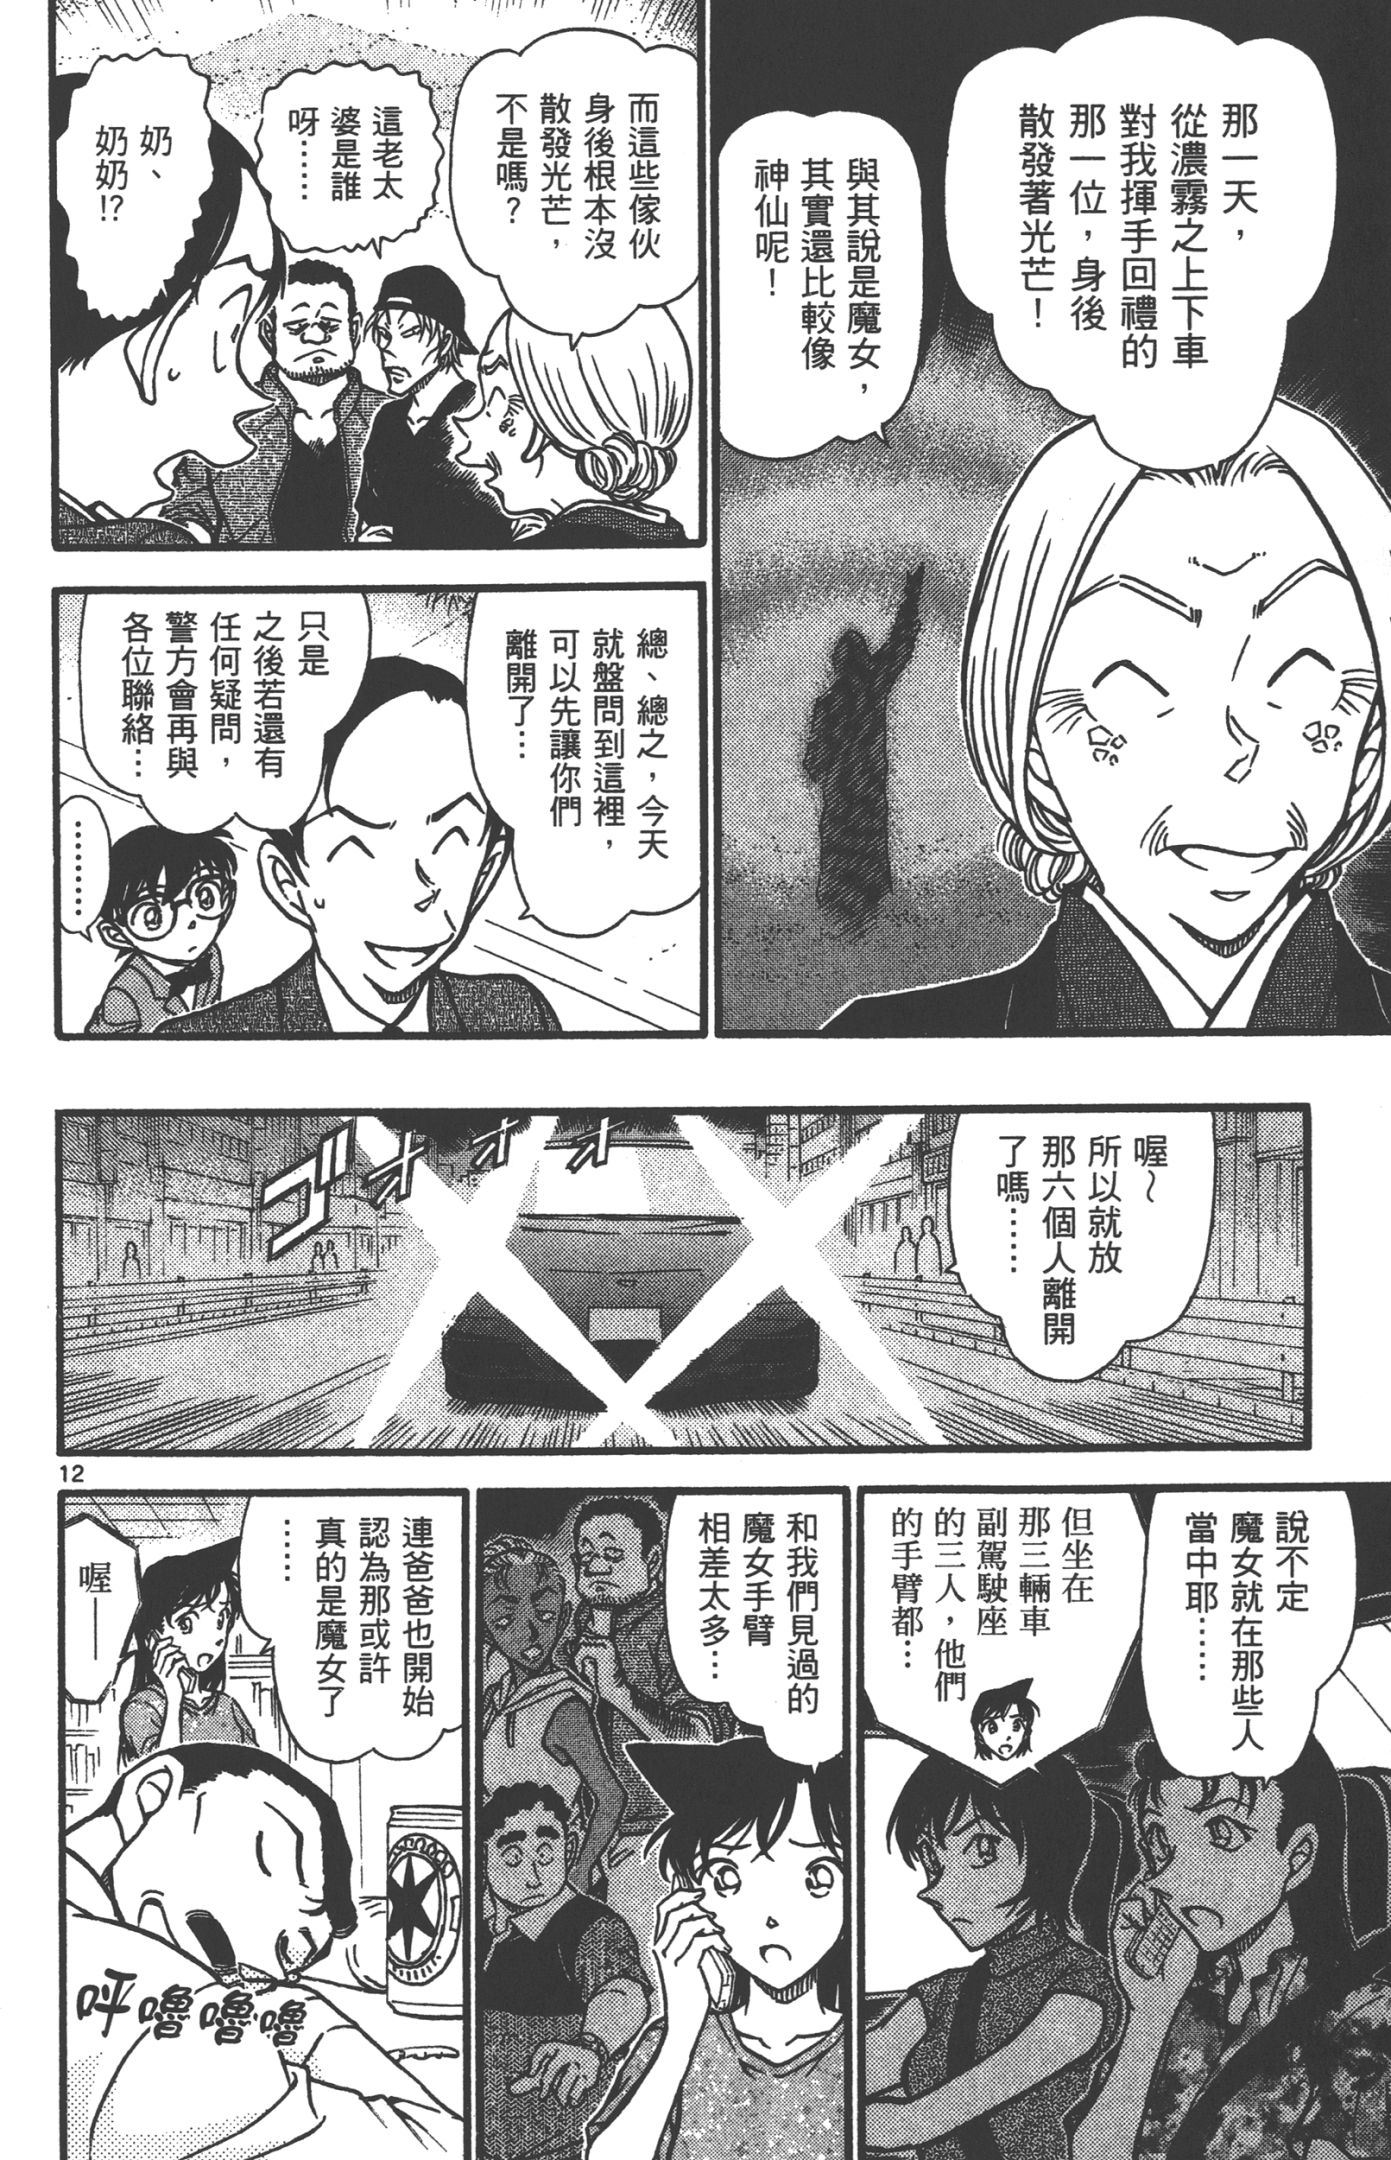 那一天，
從濃霧之上下車
對我揮手回禮的
那一位，身後
散發著光芒！
與其說是魔女，
其實還比較像
神仙呢！
而這些傢伙
身後根本沒
散發光芒，
不是嗎？
這老太
婆是誰
呀……
奶、
奶奶!?
總、總之，今天
就盤問到這裡，
可以先讓你們
離開了…
只是
之後若還有
任何疑問，
警方會再與
各位聯絡…
………
喔～
所以就放
那六個人離開
了嗎……
ゴオオオオ
12
說不定
魔女就在那些人
當中耶……
但坐在
那三輛車
副駕駛座
的三人，他們
的手臂都…
和我們見過的
魔女手臂
相差太多…
連爸爸也開始
認為那或許
真的是魔女了
……
喔——
呼嚕嚕嚕